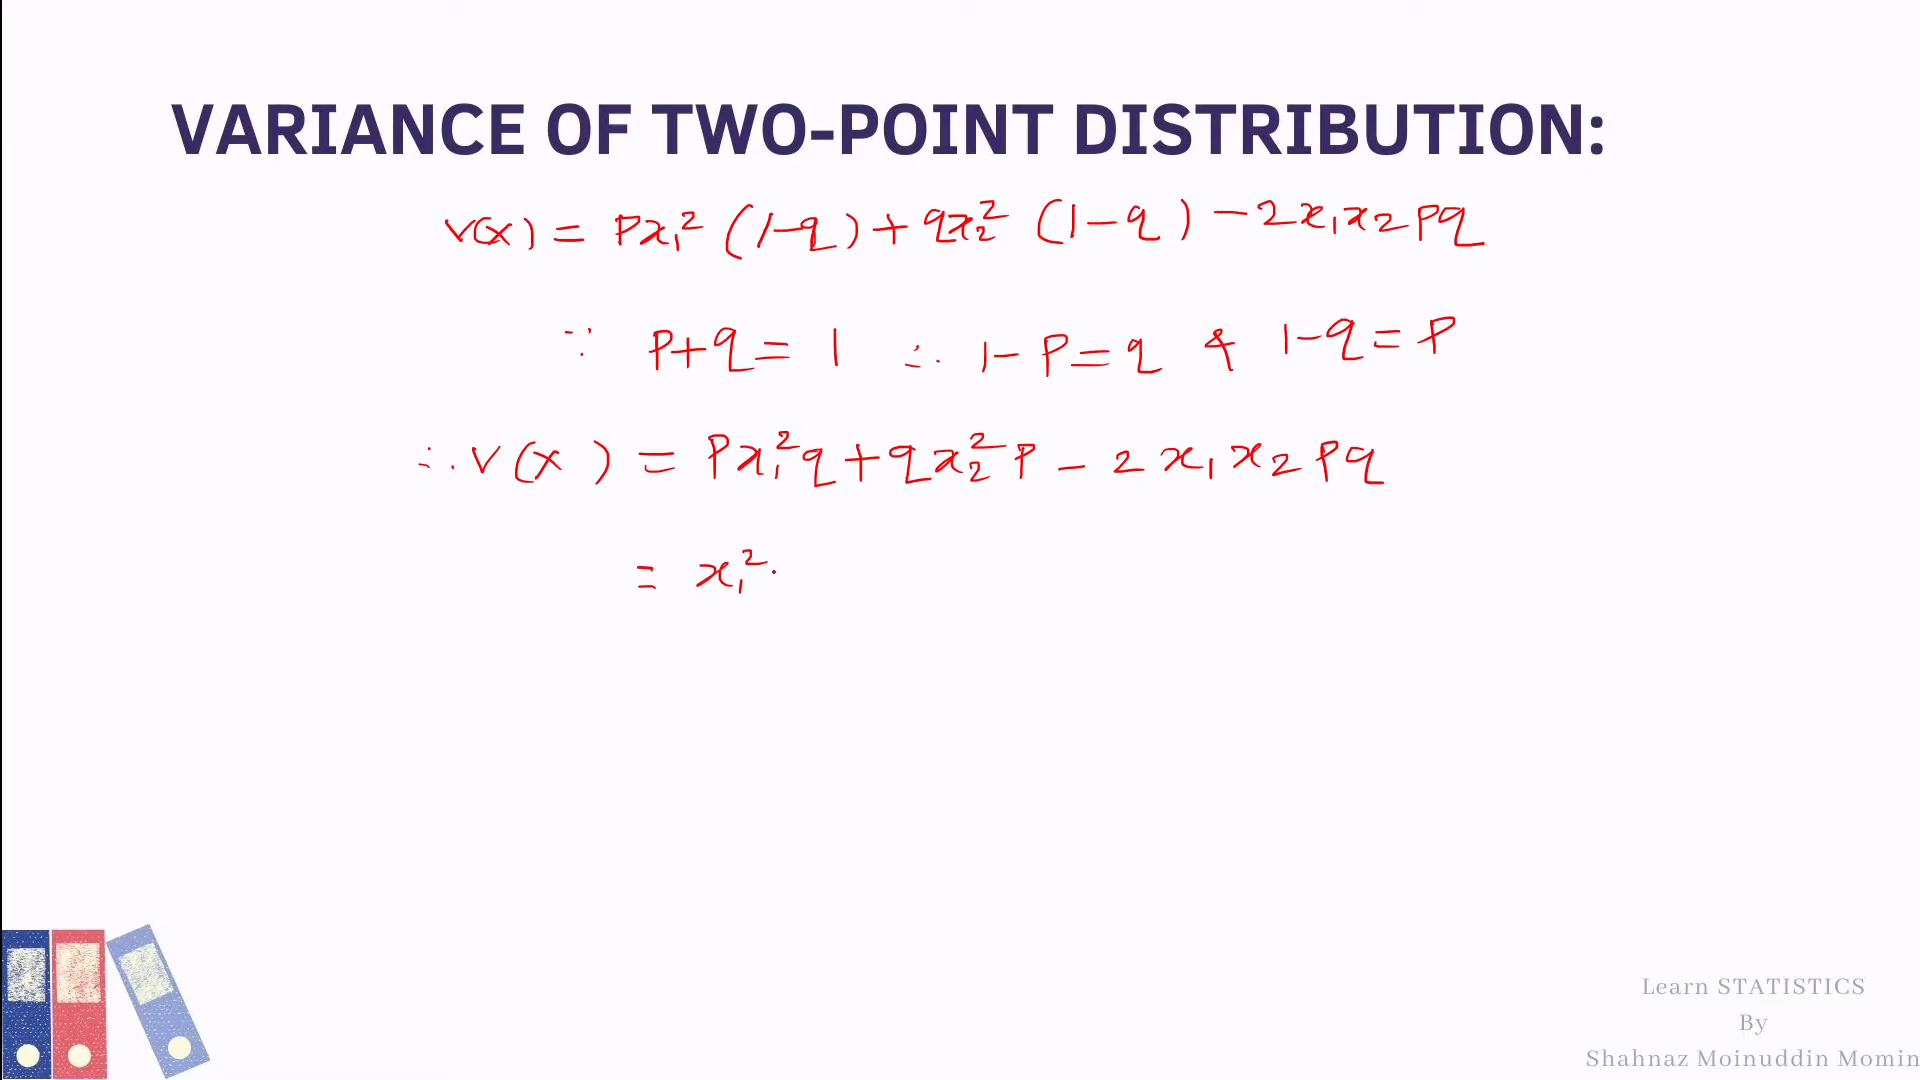 VARIANCE OF TWO-POINT DISTRIBUTION:
V(X) = Px₁² (1-q) + qx₂² (1-q) - 2x₁x₂pq
∵ P+q = 1 ∴ 1-P = q & 1-q = P
∴ V(X) = Px₁²q + qx₂²P - 2x₁x₂pq
= x₁²
Learn STATISTICS
By
Shahnaz Moinuddin Momin